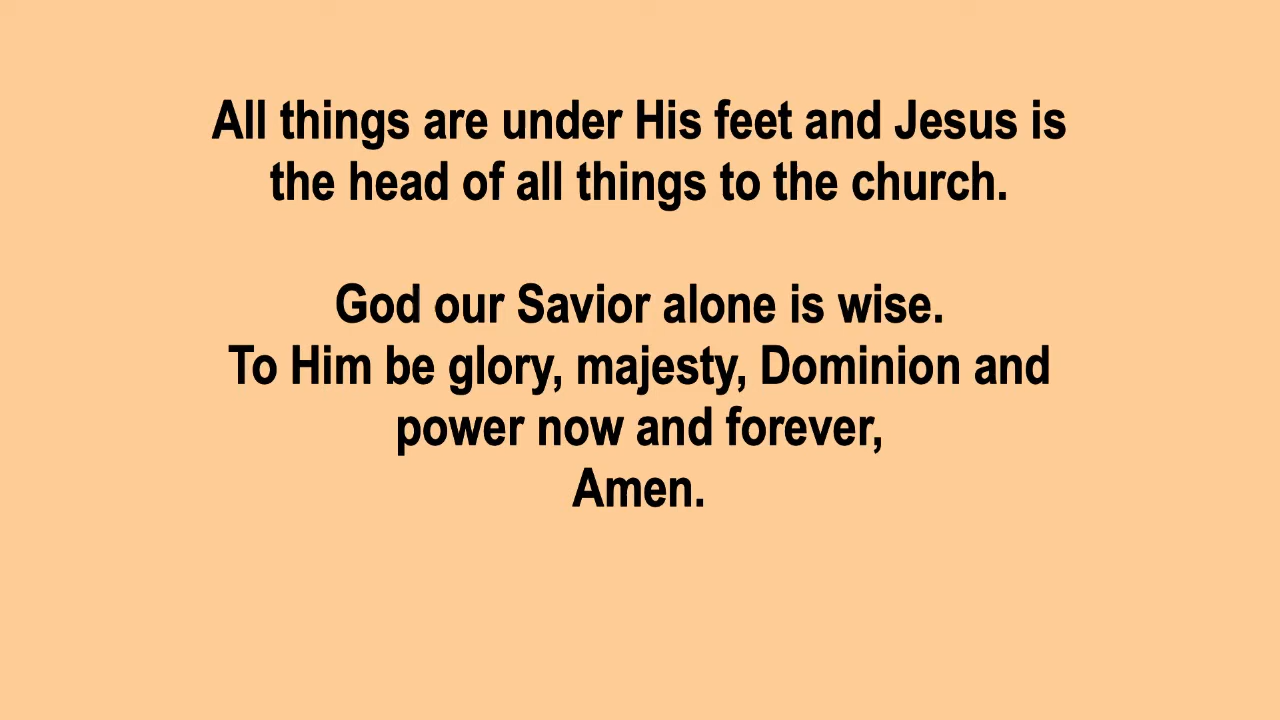 All things are under His feet and Jesus is
the head of all things to the church.
God our Savior alone is wise.
To Him be glory, majesty, Dominion and
power now and forever,
Amen.